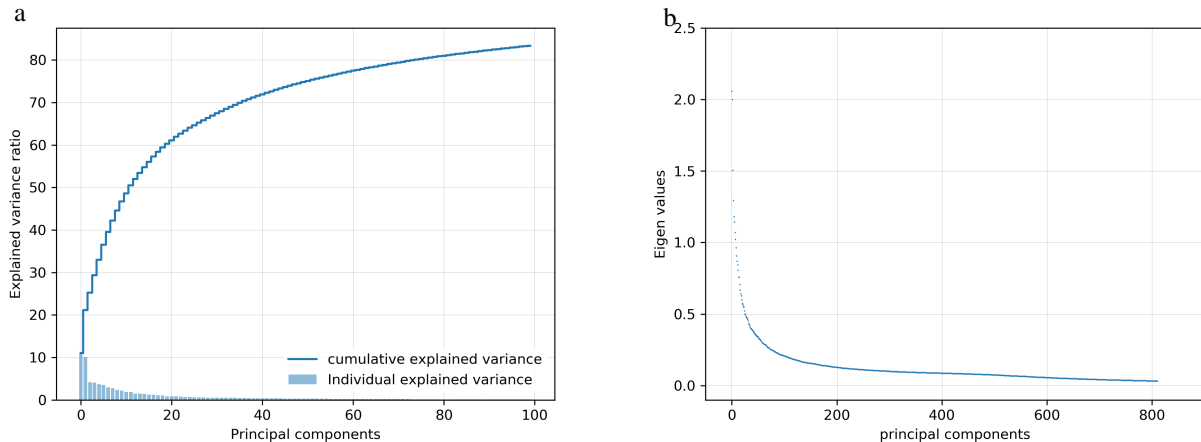 a
80
70
60
50
40
30
20
10
0
Explained variance ratio
cumulative explained variance
Individual explained variance
0 20 40 60 80 100
Principal components
b
2.5
2.0
1.5
1.0
0.5
0.0
Eigen values
0 200 400 600 800
principal components